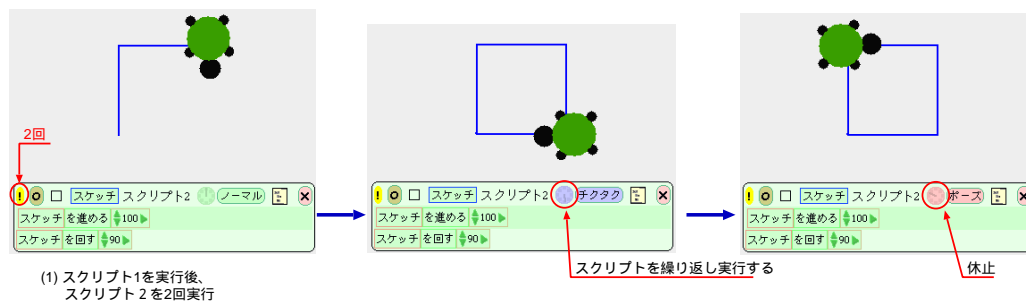 2回
! スケッチ スクリプト2 ノーマル ×
スケッチ を進める 100
スケッチ を回す 90
(1) スクリプト1を実行後、
スクリプト2を2回実行
! スケッチ スクリプト2 チクタク ×
スケッチ を進める 100
スケッチ を回す 90
スクリプトを繰り返し実行する
! スケッチ スクリプト2 ポーズ ×
スケッチ を進める 100
スケッチ を回す 90
休止